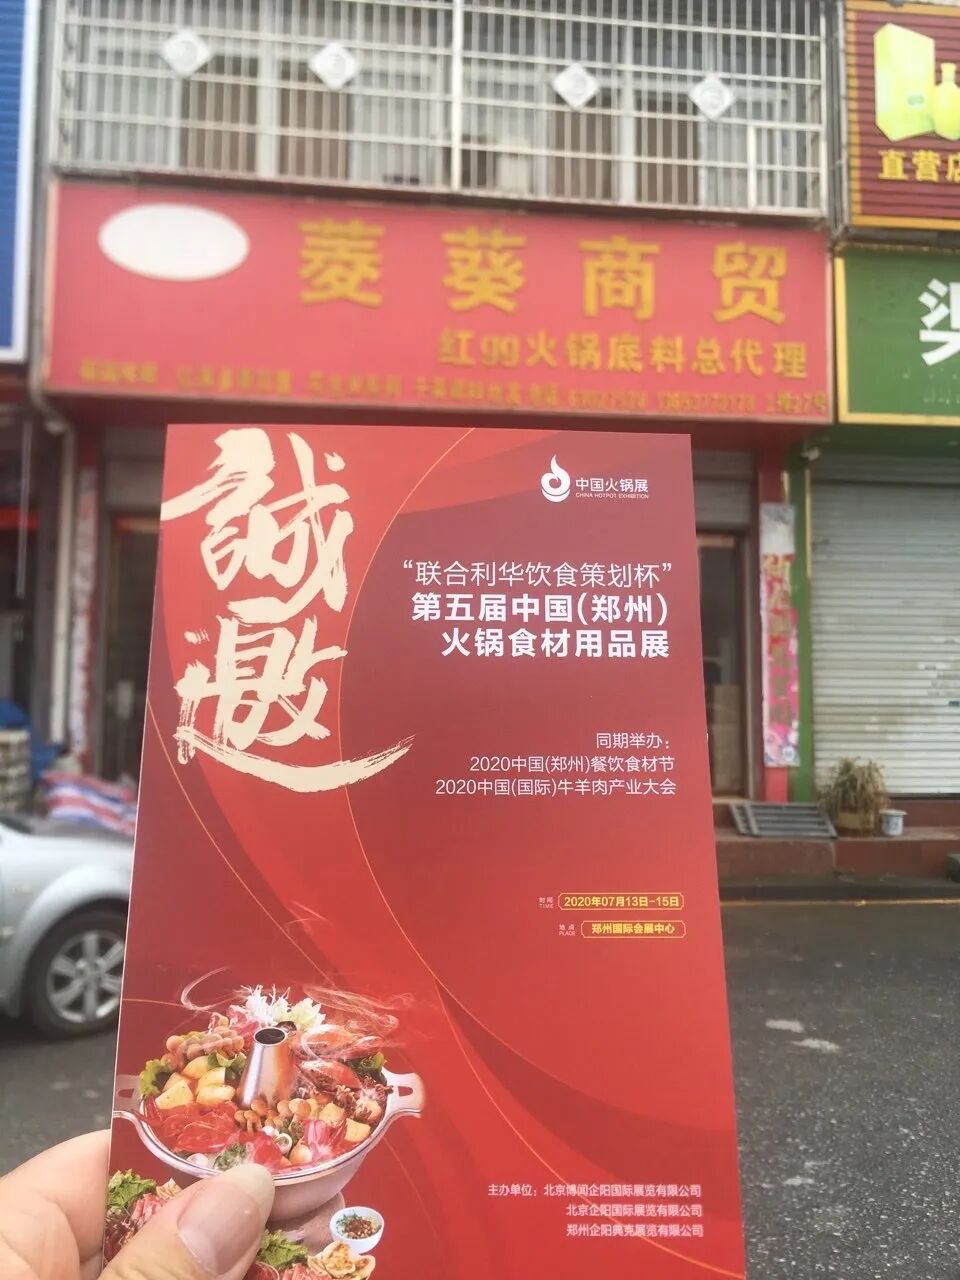 直营店
菱葵商贸
红gg火锅底料总代理
1栋27号
诚邀
中国火锅展
CHINA HOTPOT EXHIBITION
“联合利华饮食策划杯”
第五届中国(郑州)
火锅食材用品展
同期举办：
2020中国(郑州)餐饮食材节
2020中国(国际)牛羊肉产业大会
时间
TIME
2020年07月13日-15日
地点
PLACE
郑州国际会展中心
主办单位：北京博闻企阳国际展览有限公司
北京企阳国际展览有限公司
郑州企阳典克展览有限公司